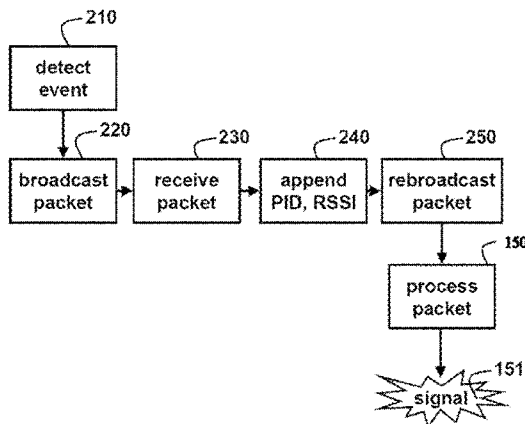 210
detect
event
220
230
240
250
broadcast
packet
receive
packet
append
PID, RSSI
rebroadcast
packet
150
process
packet
151
signal